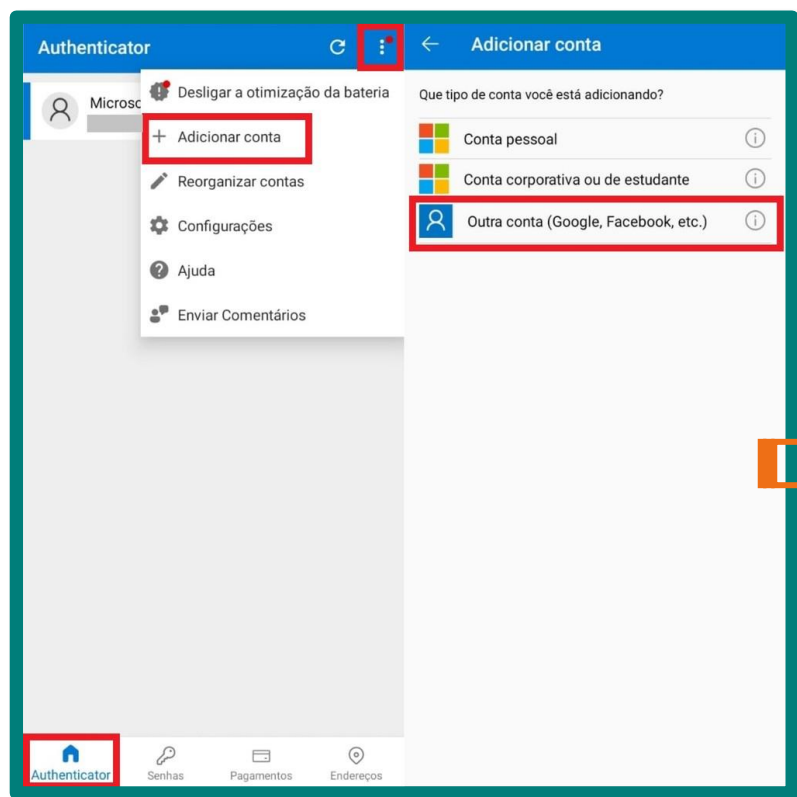 Authenticator
Microsc
Desligar a otimização da bateria
Adicionar conta
Reorganizar contas
Configurações
Ajuda
Enviar Comentários
Authenticator
Senhas
Pagamentos
Endereços
Adicionar conta
Que tipo de conta você está adicionando?
Conta pessoal
Conta corporativa ou de estudante
Outra conta (Google, Facebook, etc.)